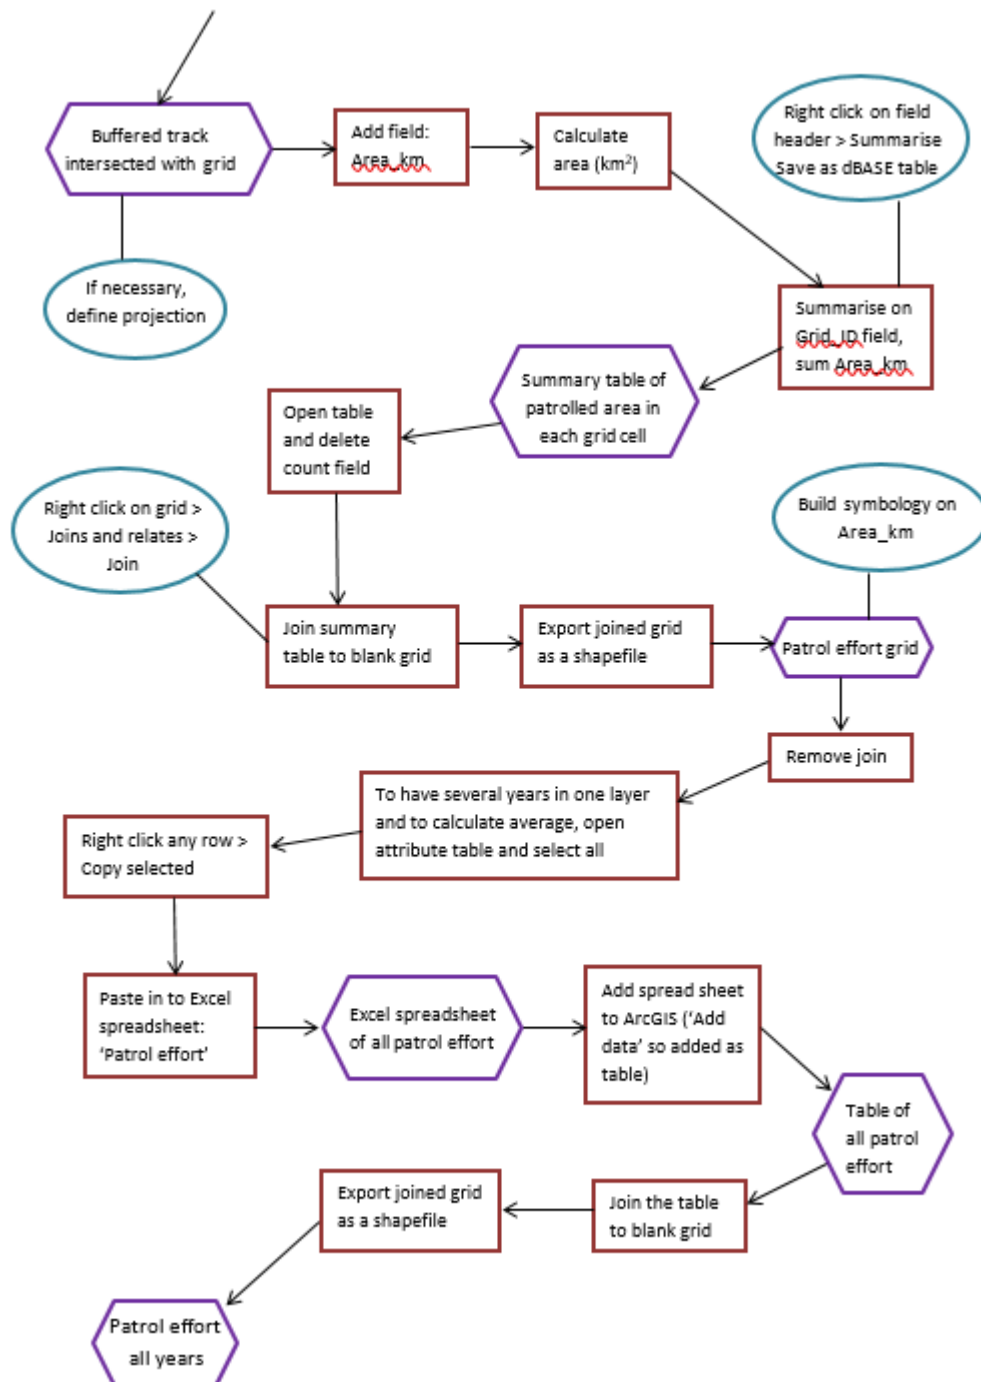 Buffered track
intersected with grid
Add field:
Area_km
Calculate
area (km²)
Right click on field
header > Summarise
Save as dBASE table
If necessary,
define projection
Summarise on
Grid_ID field,
sum Area_km
Summary table of
patrolled area in
each grid cell
Open table
and delete
count field
Right click on grid >
Joins and relates >
Join
Build symbology on
Area_km
Join summary
table to blank grid
Export joined grid
as a shapefile
Patrol effort grid
Remove join
To have several years in one layer
and to calculate average, open
attribute table and select all
Right click any row >
Copy selected
Paste in to Excel
spreadsheet:
‘Patrol effort’
Excel spreadsheet
of all patrol effort
Add spread sheet
to ArcGIS (‘Add
data’ so added as
table)
Table of
all patrol
effort
Join the table
to blank grid
Export joined grid
as a shapefile
Patrol effort
all years